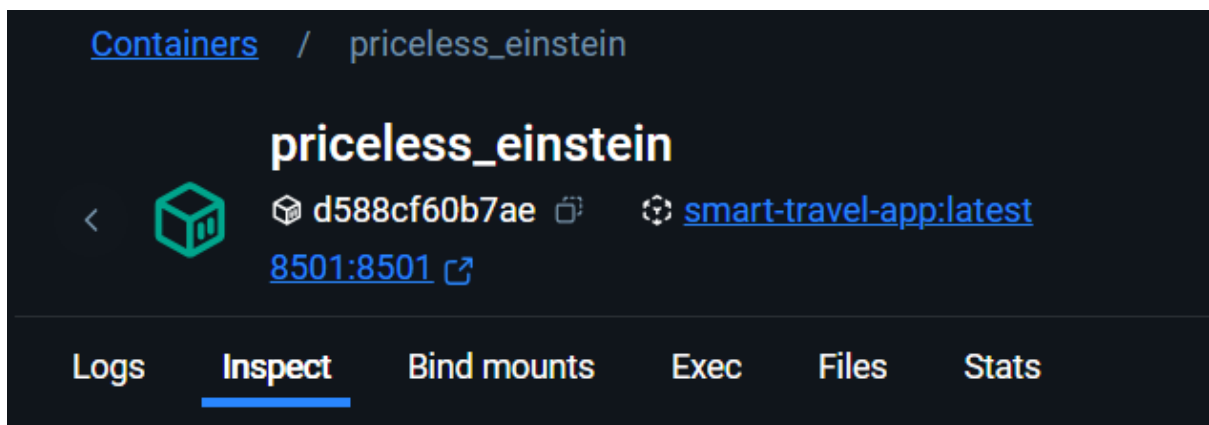 Containers / priceless_einstein
priceless_einstein
d588cf60b7ae smart-travel-app:latest
8501:8501
Logs Inspect Bind mounts Exec Files Stats